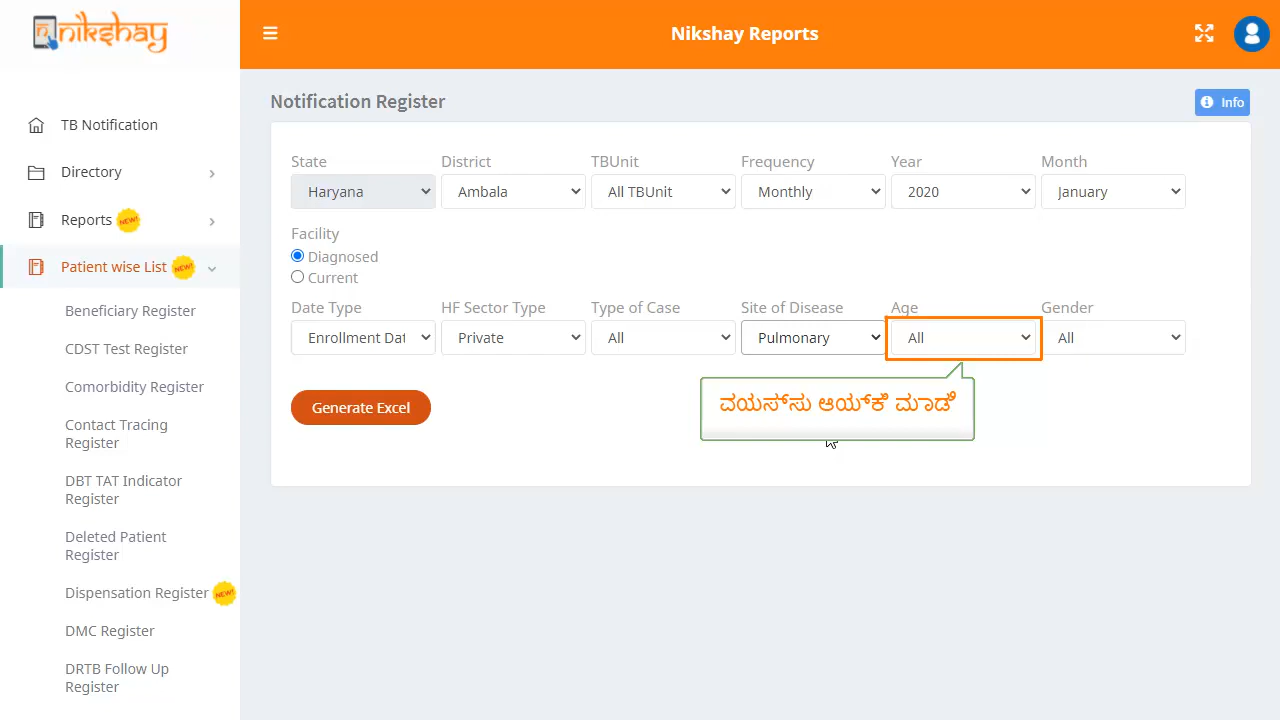 nikshay
Nikshay Reports
TB Notification
Directory
Reports NEW!
Patient wise List NEW!
Beneficiary Register
CDST Test Register
Comorbidity Register
Contact Tracing
Register
DBT TAT Indicator
Register
Deleted Patient
Register
Dispensation Register NEW!
DMC Register
DRTB Follow Up
Register
Notification Register
Info
State District TBUnit Frequency Year Month
Haryana Ambala All TBUnit Monthly 2020 January
Facility
Diagnosed
Current
Date Type HF Sector Type Type of Case Site of Disease Age Gender
Enrollment Dat Private All Pulmonary All All
Generate Excel
ವಯಸ್‌ಸು ಆಯ್‌ಕೆ ಮಾಡಿ